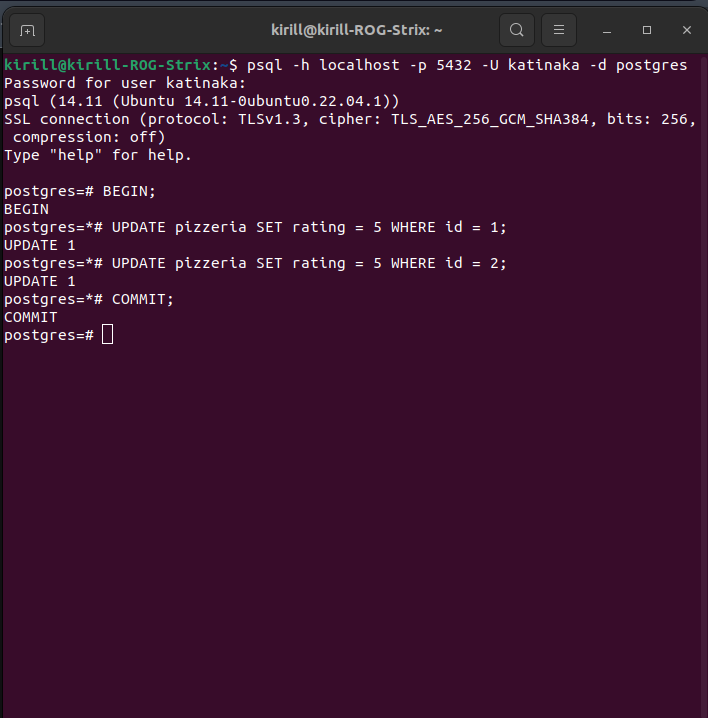 kirill@kirill-ROG-Strix: ~
kirill@kirill-ROG-Strix:~$ psql -h localhost -p 5432 -U katinaka -d postgres
Password for user katinaka:
psql (14.11 (Ubuntu 14.11-0ubuntu0.22.04.1))
SSL connection (protocol: TLSv1.3, cipher: TLS_AES_256_GCM_SHA384, bits: 256,
 compression: off)
Type "help" for help.

postgres=# BEGIN;
BEGIN
postgres=*# UPDATE pizzeria SET rating = 5 WHERE id = 1;
UPDATE 1
postgres=*# UPDATE pizzeria SET rating = 5 WHERE id = 2;
UPDATE 1
postgres=*# COMMIT;
COMMIT
postgres=#